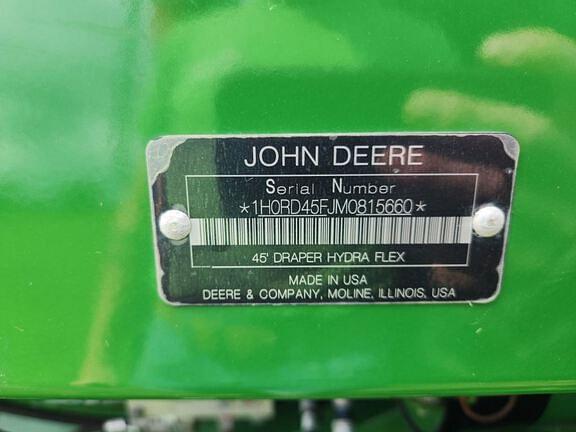 JOHN DEERE
Serial Number
*1H0RD45FJM0815660*
45' DRAPER HYDRA FLEX
MADE IN USA
DEERE & COMPANY, MOLINE, ILLINOIS, USA